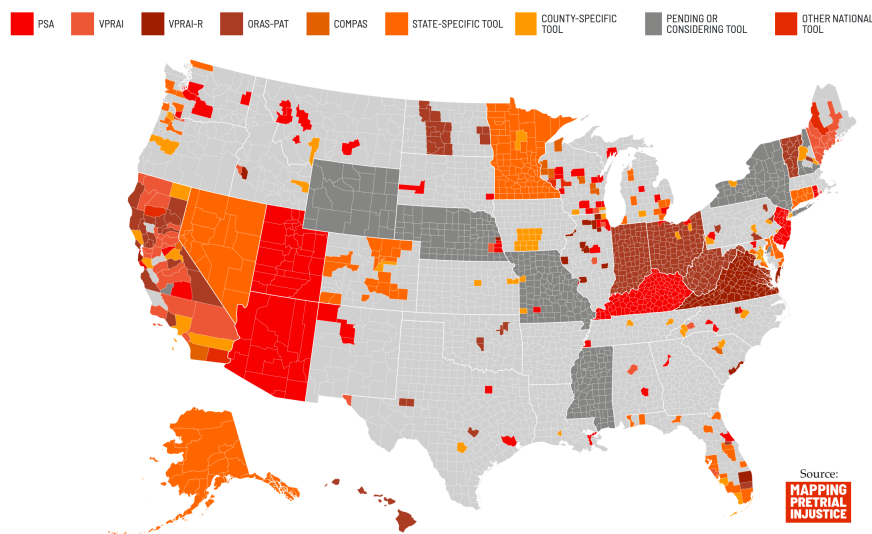 PSA
VPRAI
VPRAI-R
ORAS-PAT
COMPAS
STATE-SPECIFIC TOOL
COUNTY-SPECIFIC
TOOL
PENDING OR
CONSIDERING TOOL
OTHER NATIONAL
TOOL
Source:
MAPPING
PRETRIAL
INJUSTICE